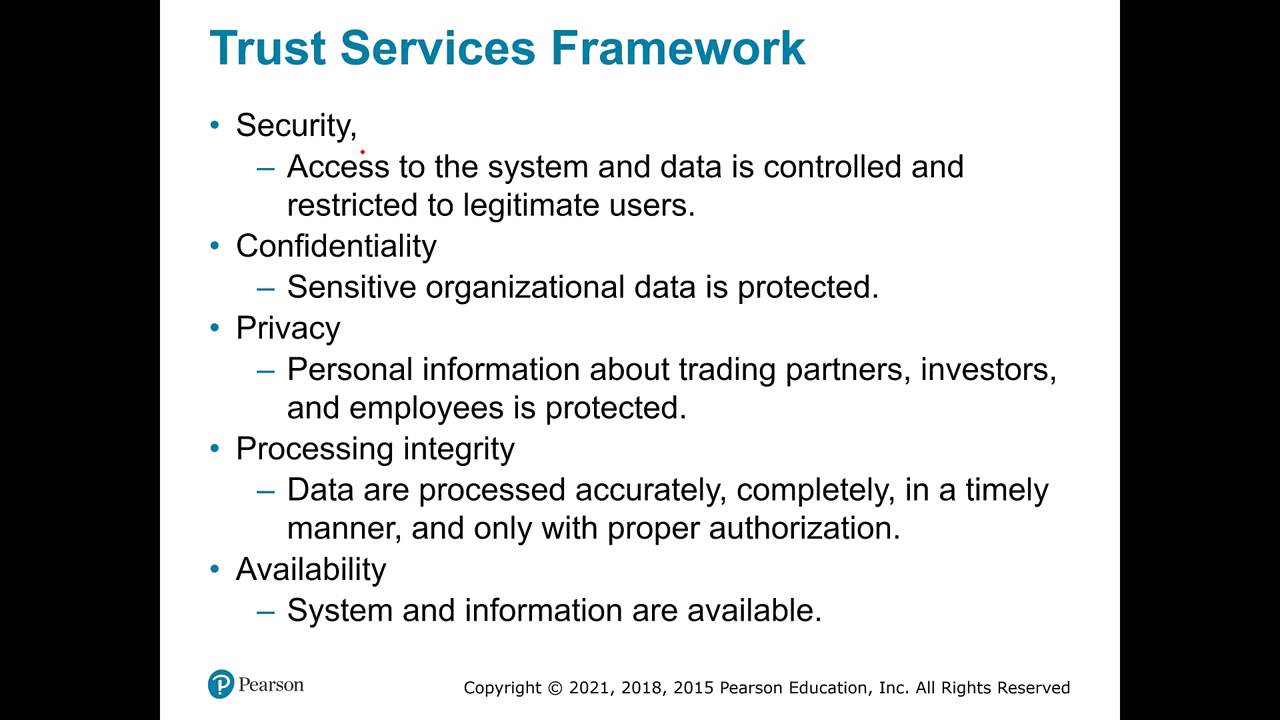 Trust Services Framework
• Security,
– Access to the system and data is controlled and
restricted to legitimate users.
• Confidentiality
– Sensitive organizational data is protected.
• Privacy
– Personal information about trading partners, investors,
and employees is protected.
• Processing integrity
– Data are processed accurately, completely, in a timely
manner, and only with proper authorization.
• Availability
– System and information are available.
P Pearson
Copyright © 2021, 2018, 2015 Pearson Education, Inc. All Rights Reserved